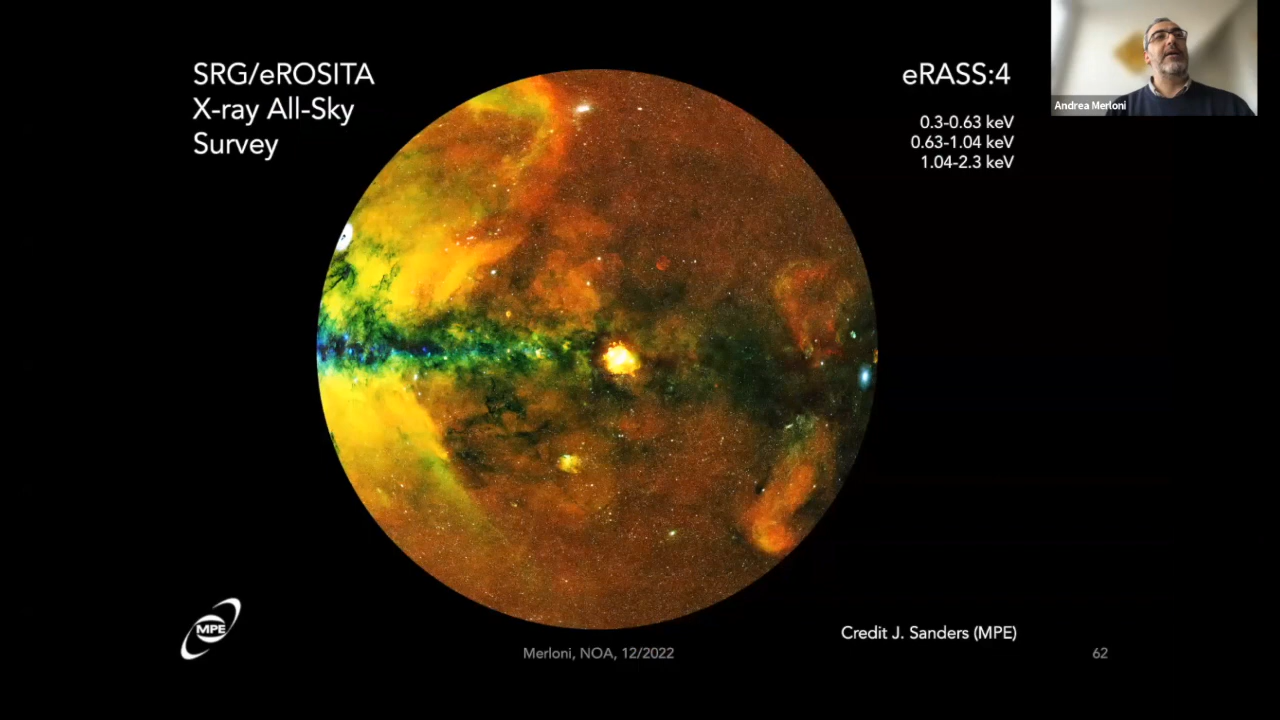 SRG/eROSITA
X-ray All-Sky
Survey
eRASS:4
0.3-0.63 keV
0.63-1.04 keV
1.04-2.3 keV
Andrea Merloni
MPE
Credit J. Sanders (MPE)
Merloni, NOA, 12/2022
62